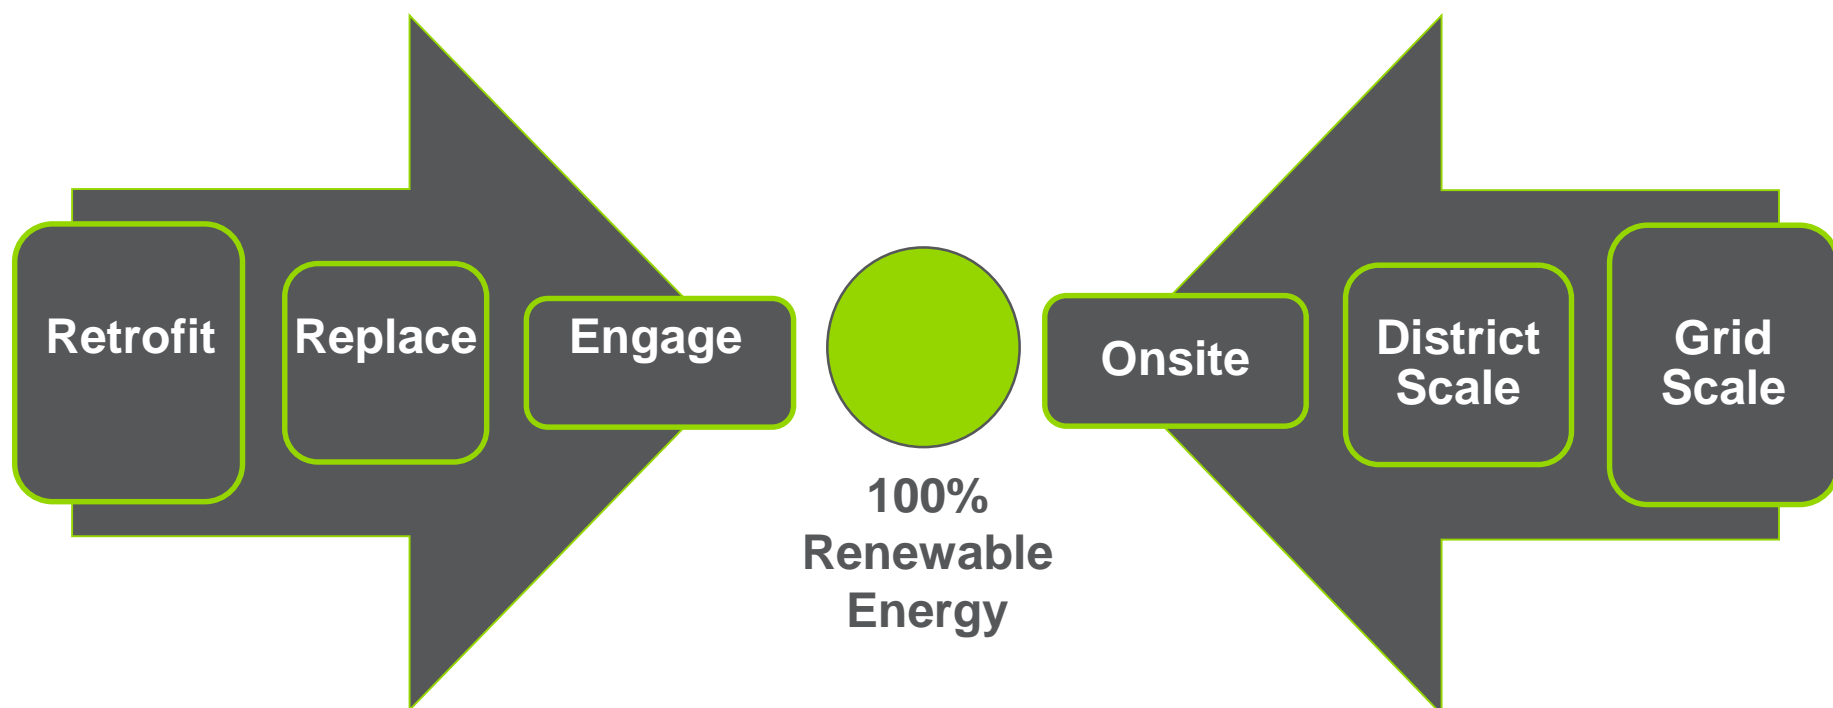 Retrofit
Replace
Engage
100%
Renewable
Energy
Onsite
District
Scale
Grid
Scale